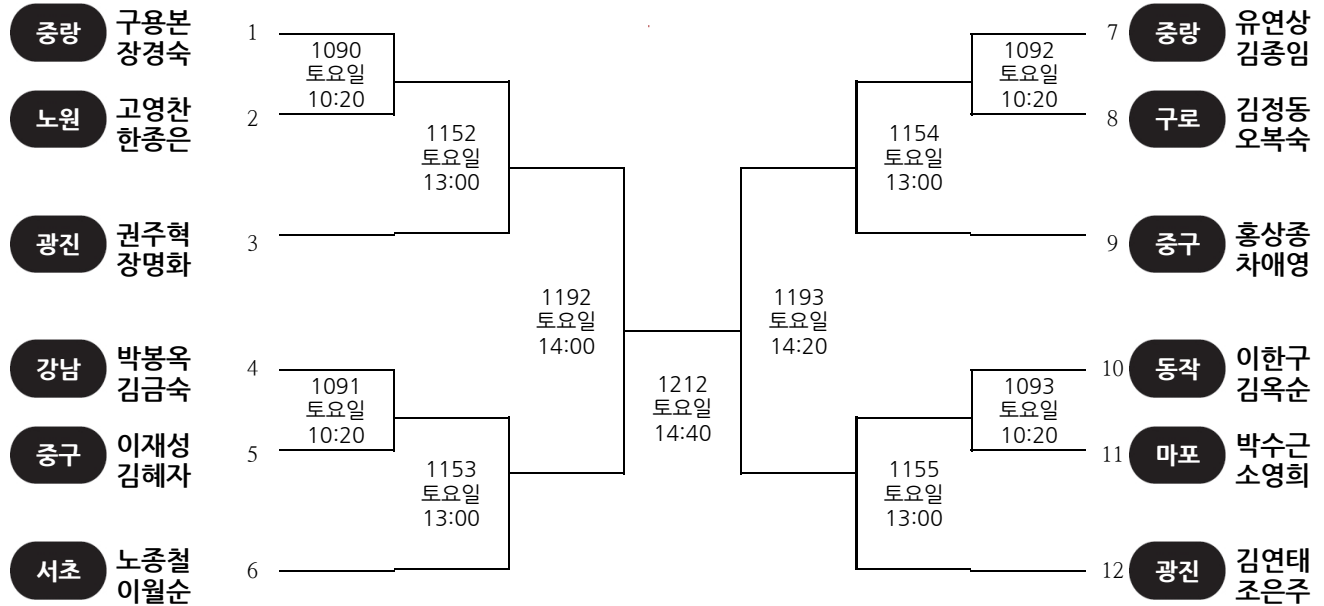 중랑 구용본 장경숙 1
1090
토요일
10:20
노원 고영찬 한종은 2
1152
토요일
13:00
광진 권주혁 장명화 3
1192
토요일
14:00
강남 박봉옥 김금숙 4
1091
토요일
10:20
중구 이재성 김혜자 5
1153
토요일
13:00
서초 노종철 이월순 6
1212
토요일
14:40
7 중랑 유연상 김종임
1092
토요일
10:20
8 구로 김정동 오복숙
1154
토요일
13:00
9 중구 홍상종 차애영
1193
토요일
14:20
10 동작 이한구 김옥순
1093
토요일
10:20
11 마포 박수근 소영희
1155
토요일
13:00
12 광진 김연태 조은주